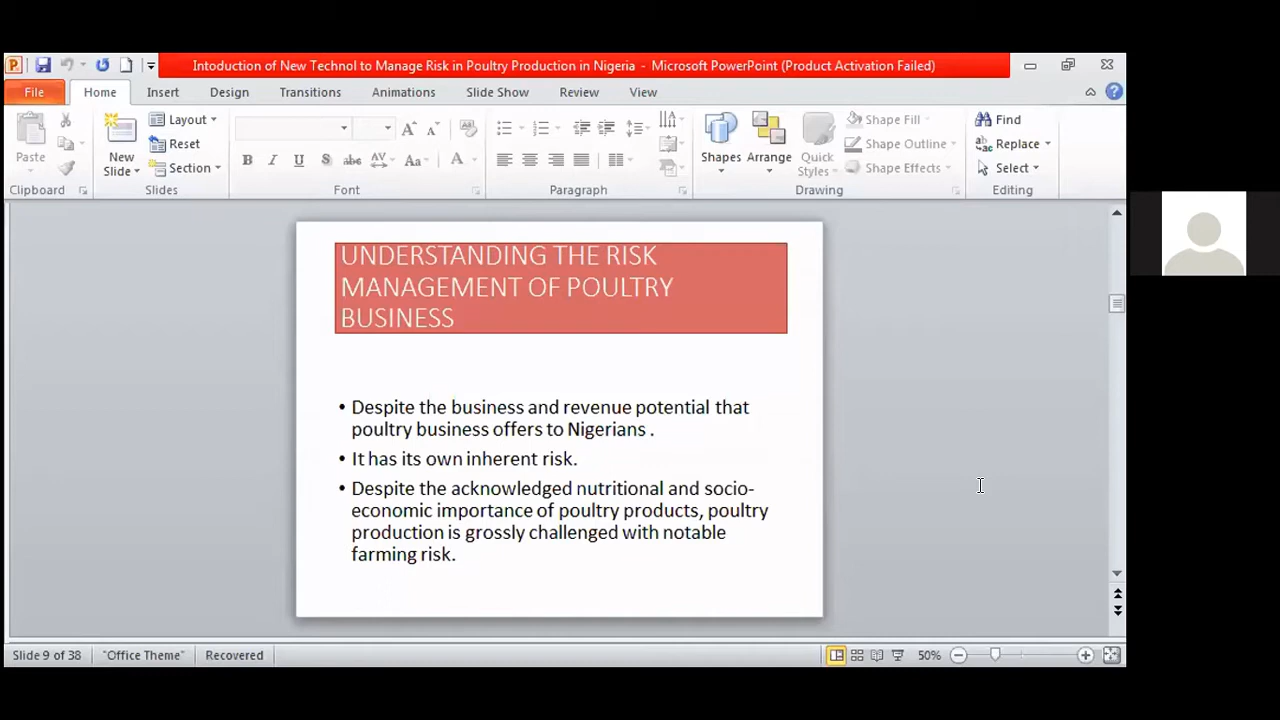 Intoduction of New Technol to Manage Risk in Poultry Production in Nigeria - Microsoft PowerPoint (Product Activation Failed)
File Home Insert Design Transitions Animations Slide Show Review View
Paste
New Slide
Layout
Reset
Section
B I U S abc AV Aa A
Shapes Arrange Quick Styles
Shape Fill
Shape Outline
Shape Effects
Find
Replace
Select
Clipboard Slides Font Paragraph Drawing Editing
UNDERSTANDING THE RISK
MANAGEMENT OF POULTRY
BUSINESS
• Despite the business and revenue potential that
poultry business offers to Nigerians .
• It has its own inherent risk.
• Despite the acknowledged nutritional and socio-
economic importance of poultry products, poultry
production is grossly challenged with notable
farming risk.
Slide 9 of 38 "Office Theme" Recovered 50%